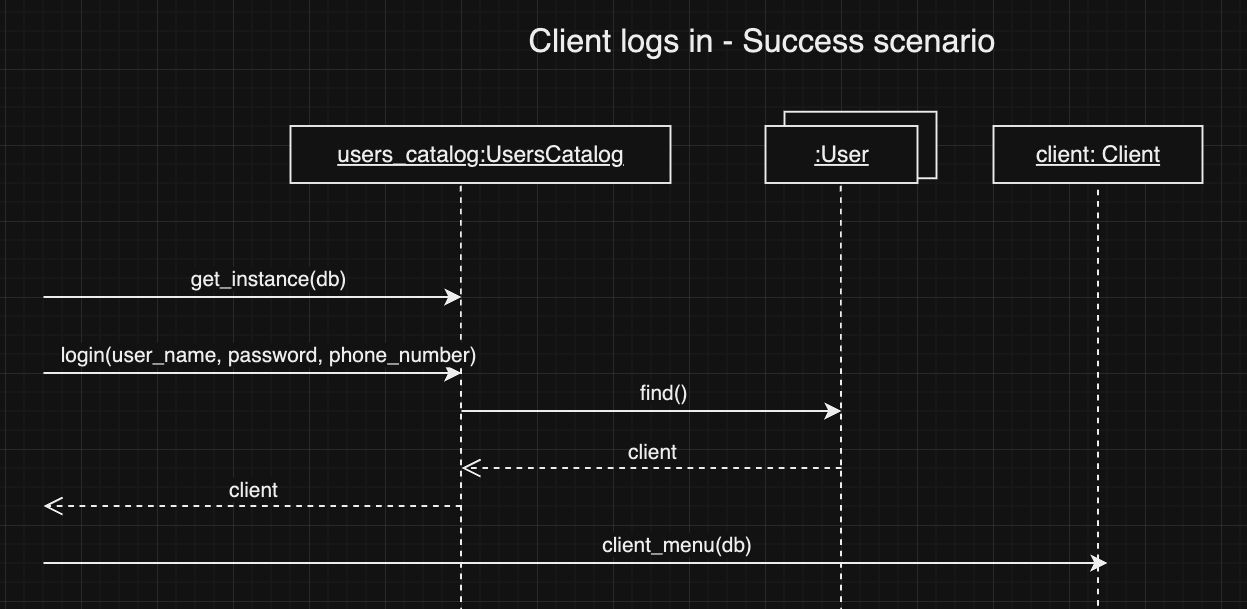 Client logs in - Success scenario
users_catalog:UsersCatalog
:User
client: Client
get_instance(db)
login(user_name, password, phone_number)
find()
client
client
client_menu(db)